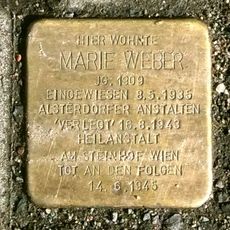 HIER WOHNTE
MARIE WEBER
JG. 1909
EINGEWIESEN 8.5.1935
ALSTERDORFER ANSTALTEN
'VERLEGT' 16.8.1943
HEILANSTALT
AM STEINHOF WIEN
TOT AN DEN FOLGEN
14.6.1945